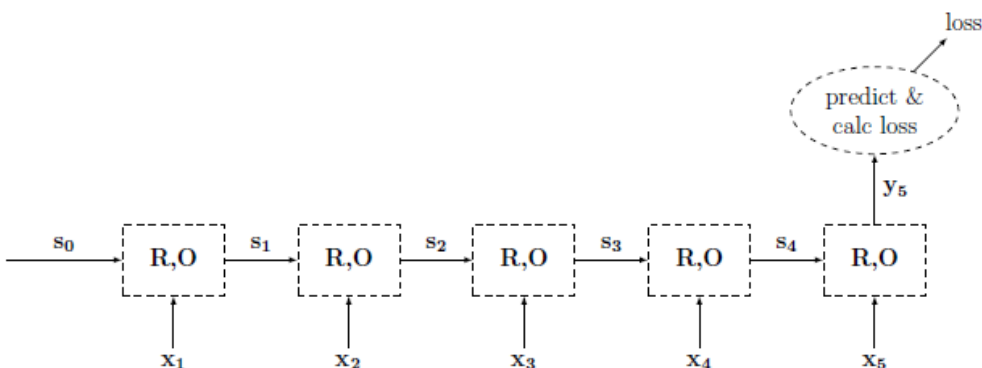 loss
predict &
calc loss
y₅
s₀ s₁ s₂ s₃ s₄
R,O R,O R,O R,O R,O
x₁ x₂ x₃ x₄ x₅